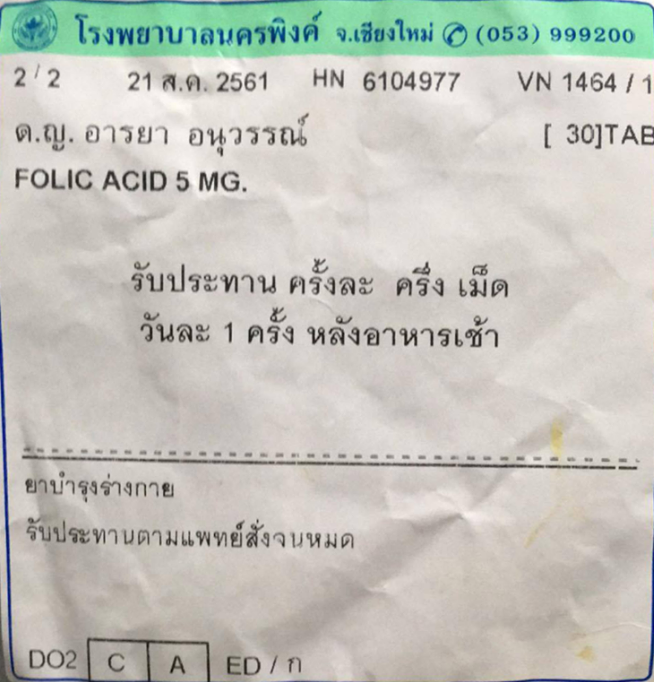 โรงพยาบาลนครพิงค์ จ.เชียงใหม่ ✆ (053) 999200
2 / 2 21 ส.ค. 2561 HN 6104977 VN 1464 / 1
ด.ญ. อารยา อนุวรรณ์ [ 30]TAB
FOLIC ACID 5 MG.
รับประทาน ครั้งละ ครึ่ง เม็ด
วันละ 1 ครั้ง หลังอาหารเช้า
ยาบำรุงร่างกาย
รับประทานตามแพทย์สั่งจนหมด
DO2 C A ED / ก